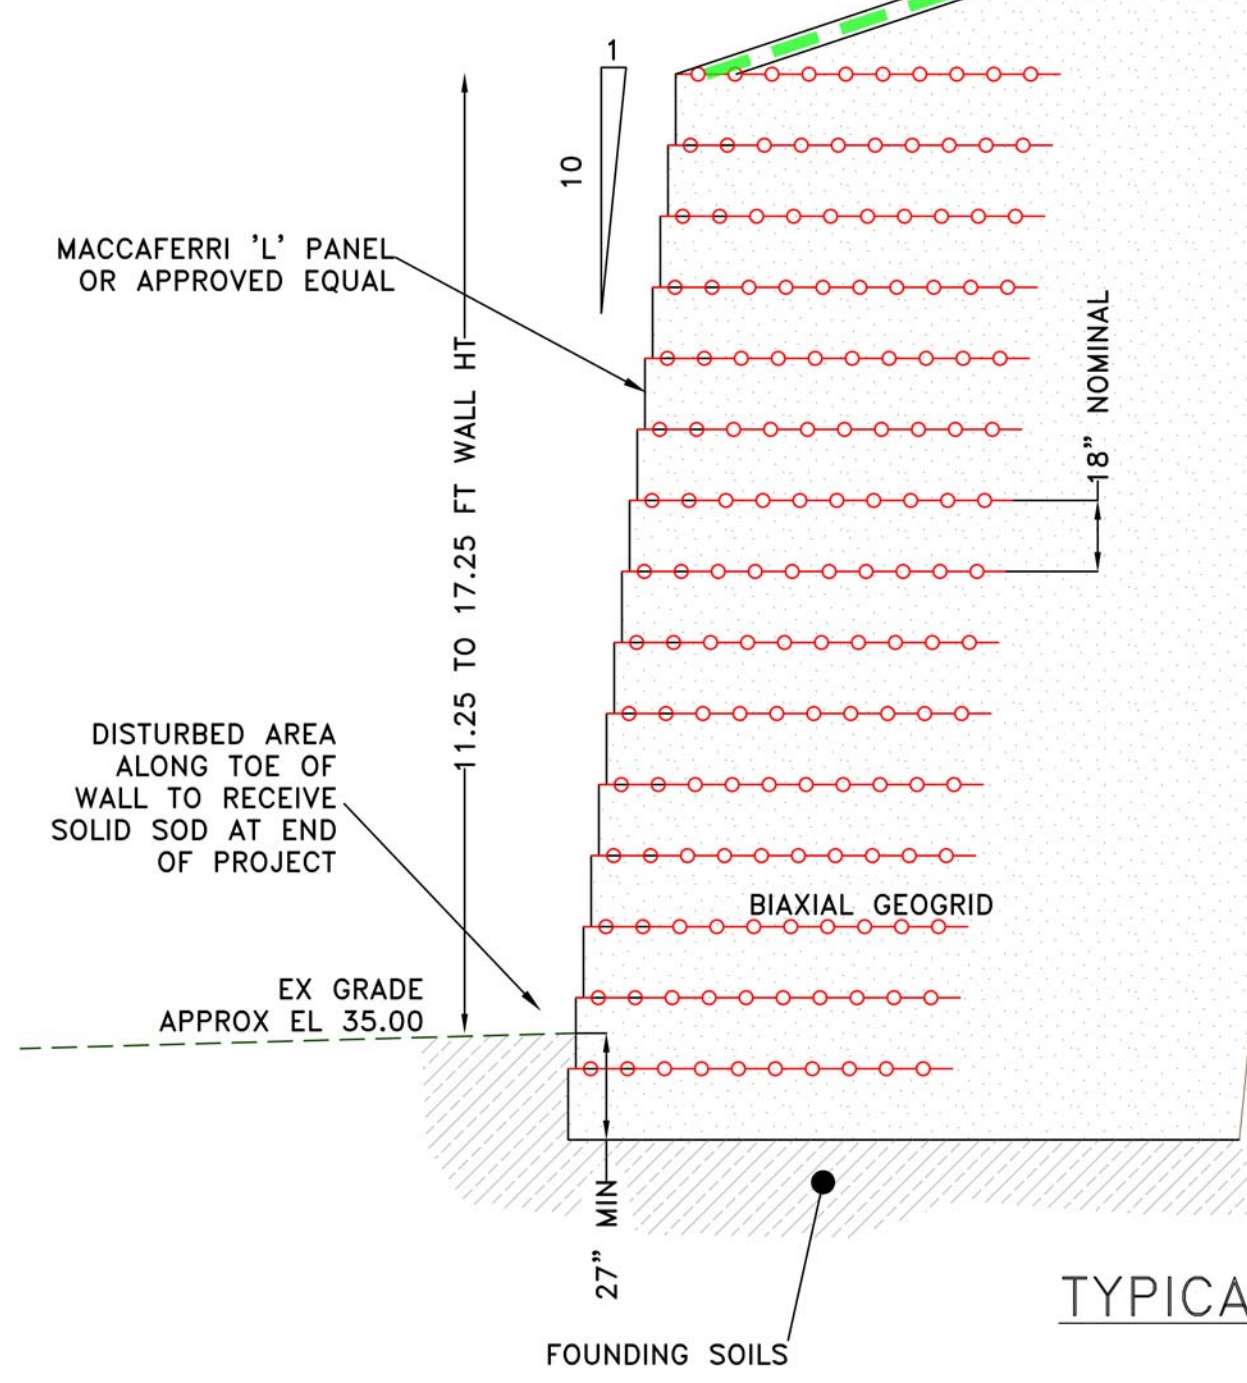 1
10
MACCAFERRI 'L' PANEL
OR APPROVED EQUAL
11.25 TO 17.25 FT WALL HT
18" NOMINAL
DISTURBED AREA
ALONG TOE OF
WALL TO RECEIVE
SOLID SOD AT END
OF PROJECT
BIAXIAL GEOGRID
EX GRADE
APPROX EL 35.00
27" MIN
TYPICA
FOUNDING SOILS